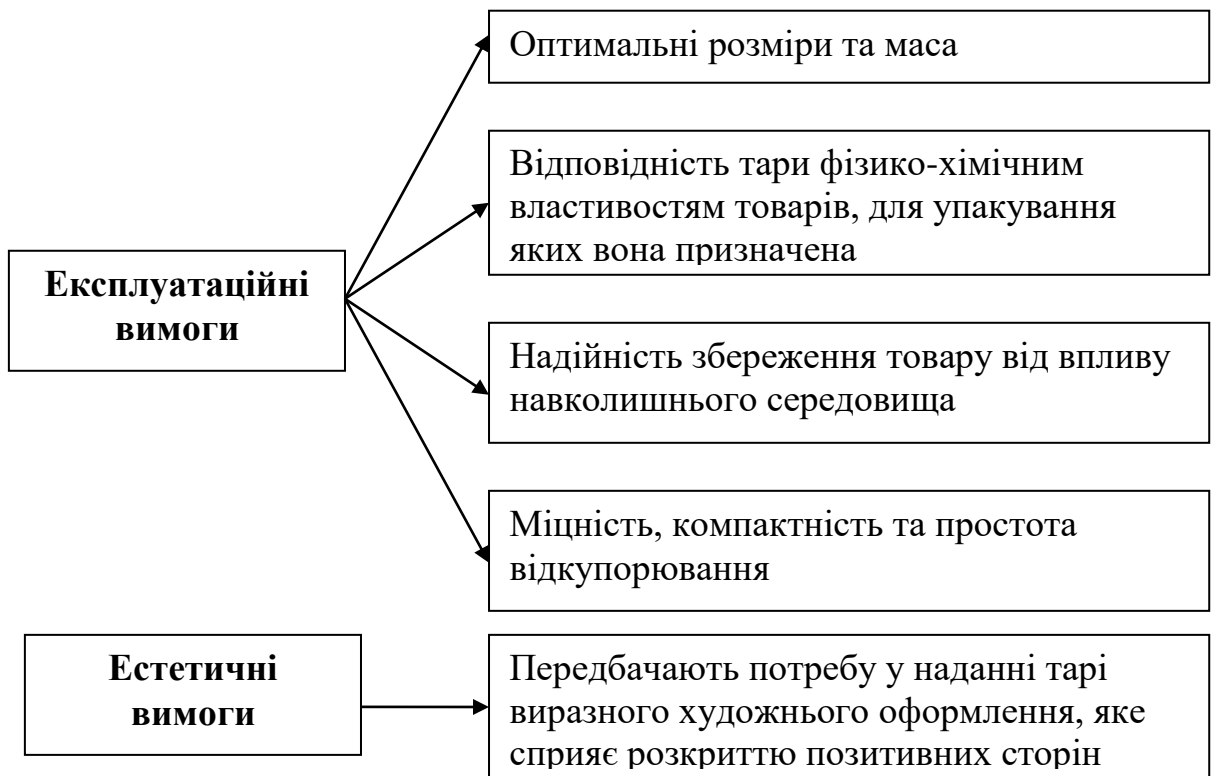 Оптимальні розміри та маса
Відповідність тари фізико-хімічним
властивостям товарів, для упакування
яких вона призначена
Експлуатаційні
вимоги
Надійність збереження товару від впливу
навколишнього середовища
Міцність, компактність та простота
відкупорювання
Естетичні
вимоги
Передбачають потребу у наданні тарі
виразного художнього оформлення, яке
сприяє розкриттю позитивних сторін